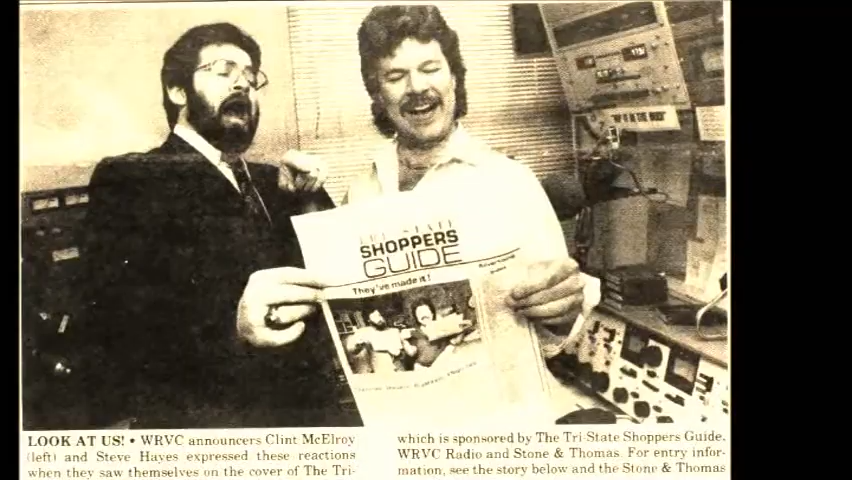 TRI-STATE
SHOPPERS
GUIDE
They've made it!
LOOK AT US! • WRVC announcers Clint McElroy
(left) and Steve Hayes expressed these reactions
when they saw themselves on the cover of The Tri-
which is sponsored by The Tri-State Shoppers Guide,
WRVC Radio and Stone & Thomas. For entry infor-
mation, see the story below and the Stone & Thomas